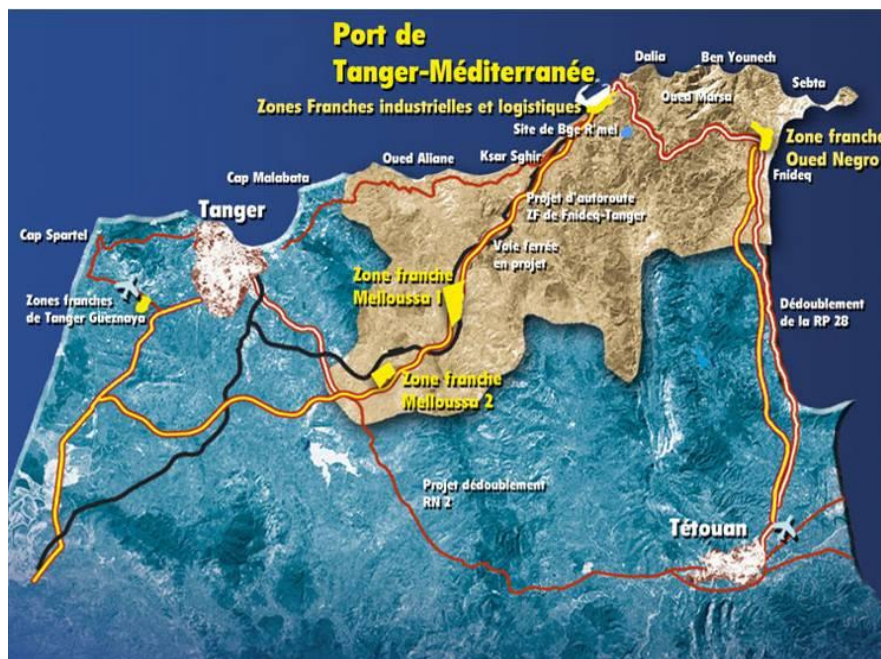 Port de
Tanger-Méditerranée
Zones Franches industrielles et logistiques
Dalia
Ben Younech
Sebta
Oued Marsa
Site de Bge R'mel
Zone franche
Oued Negro
Fnideq
Ksar Sghir
Oued Aliane
Cap Malabata
Tanger
Cap Spartel
Projet d'autoroute
ZF de Fnideq-Tanger
Voie ferrée
en projet
Zone franche
Melloussa 1
Zones franches
de Tanger Gueznaya
Dédoublement
de la RP 28
Zone franche
Melloussa 2
Projet dédoublement
RN 2
Tétouan